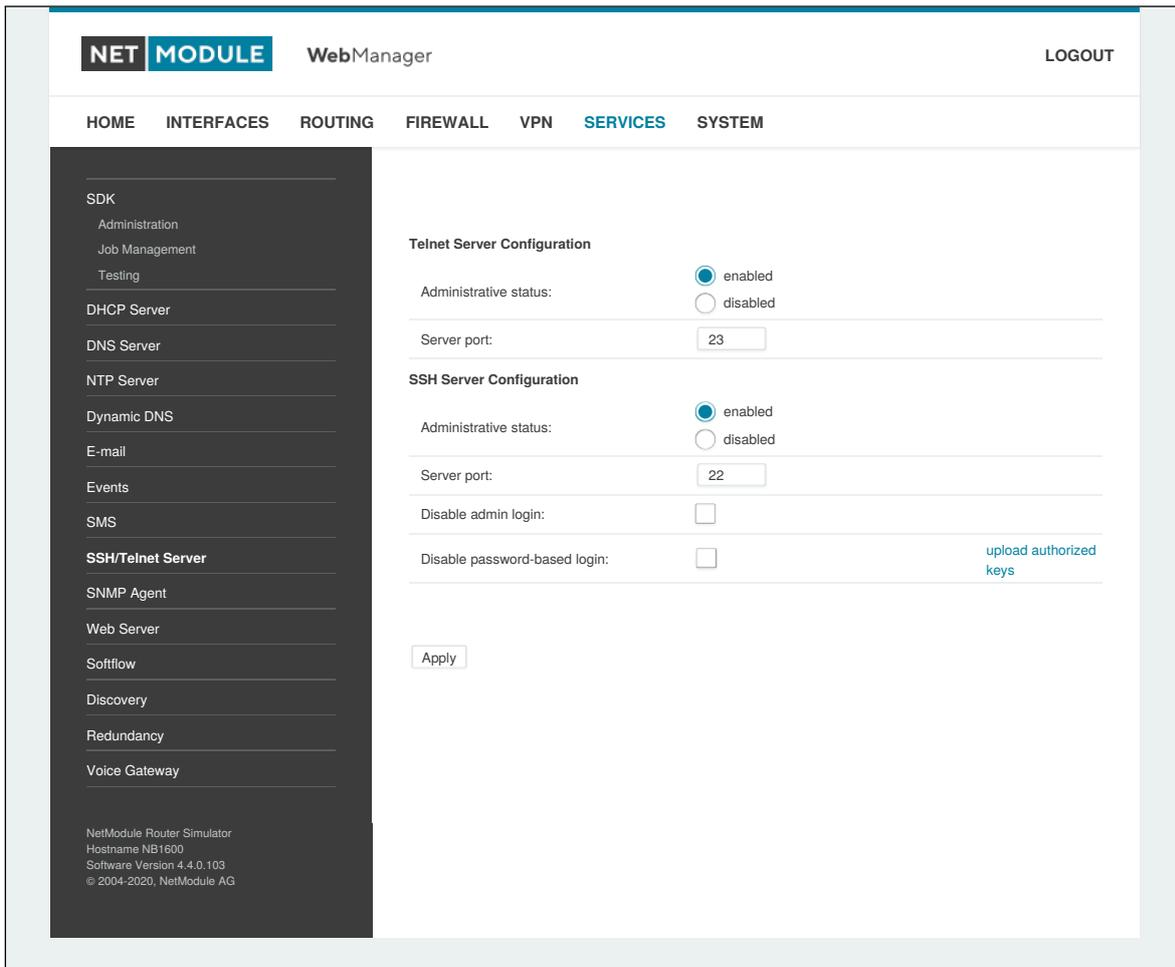 NET MODULE WebManager LOGOUT
HOME INTERFACES ROUTING FIREWALL VPN SERVICES SYSTEM
SDK
Administration
Job Management
Testing
DHCP Server
DNS Server
NTP Server
Dynamic DNS
E-mail
Events
SMS
SSH/Telnet Server
SNMP Agent
Web Server
Softflow
Discovery
Redundancy
Voice Gateway
NetModule Router Simulator
Hostname NB1600
Software Version 4.4.0.103
© 2004-2020, NetModule AG
Telnet Server Configuration
Administrative status:
enabled
disabled
Server port: 23
SSH Server Configuration
Administrative status:
enabled
disabled
Server port: 22
Disable admin login:
Disable password-based login:
upload authorized
keys
Apply